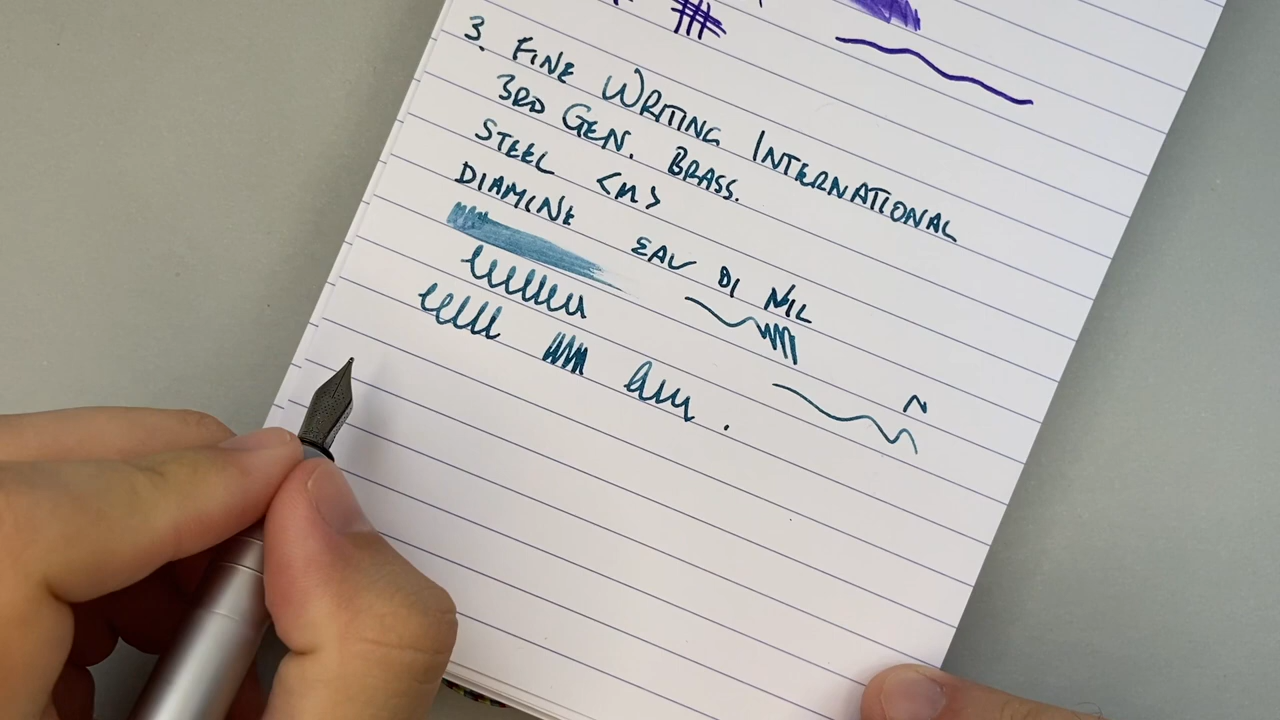 3. FINE WRITING INTERNATIONAL
3RD GEN. BRASS.
STEEL <M>
DIAMINE EAU DI NIL